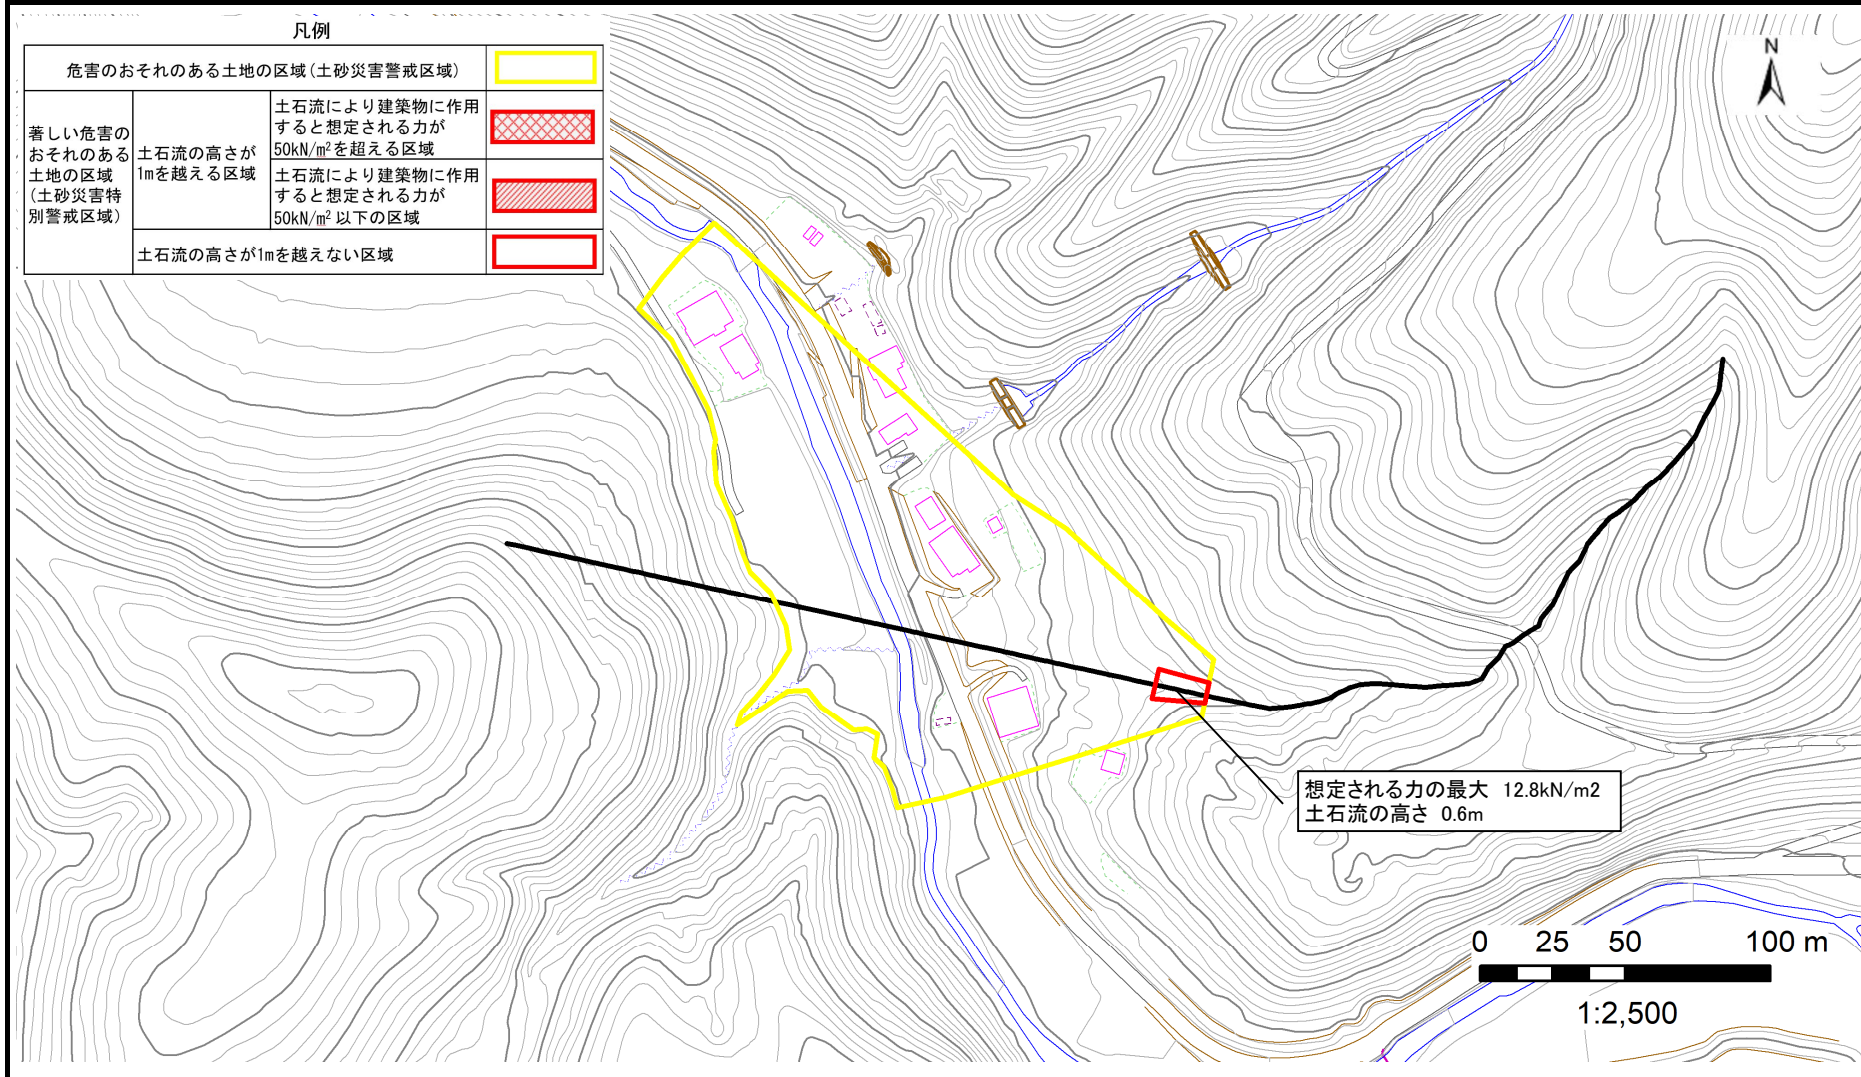 凡例
危害のおそれのある土地の区域(土砂災害警戒区域)
著しい危害の
おそれのある
土地の区域
(土砂災害特
別警戒区域)
土石流の高さが
1mを越える区域
土石流により建築物に作用
すると想定される力が
50kN/m²を超える区域
土石流により建築物に作用
すると想定される力が
50kN/m²以下の区域
土石流の高さが1mを越えない区域
N
想定される力の最大 12.8kN/m2
土石流の高さ 0.6m
0 25 50 100 m
1:2,500